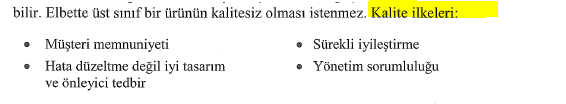 bilir. Elbette üst sınıf bir ürünün kalitesiz olması istenmez. Kalite ilkeleri:
• Müşteri memnuniyeti
• Hata düzeltme değil iyi tasarım
ve önleyici tedbir
• Sürekli iyileştirme
• Yönetim sorumluluğu